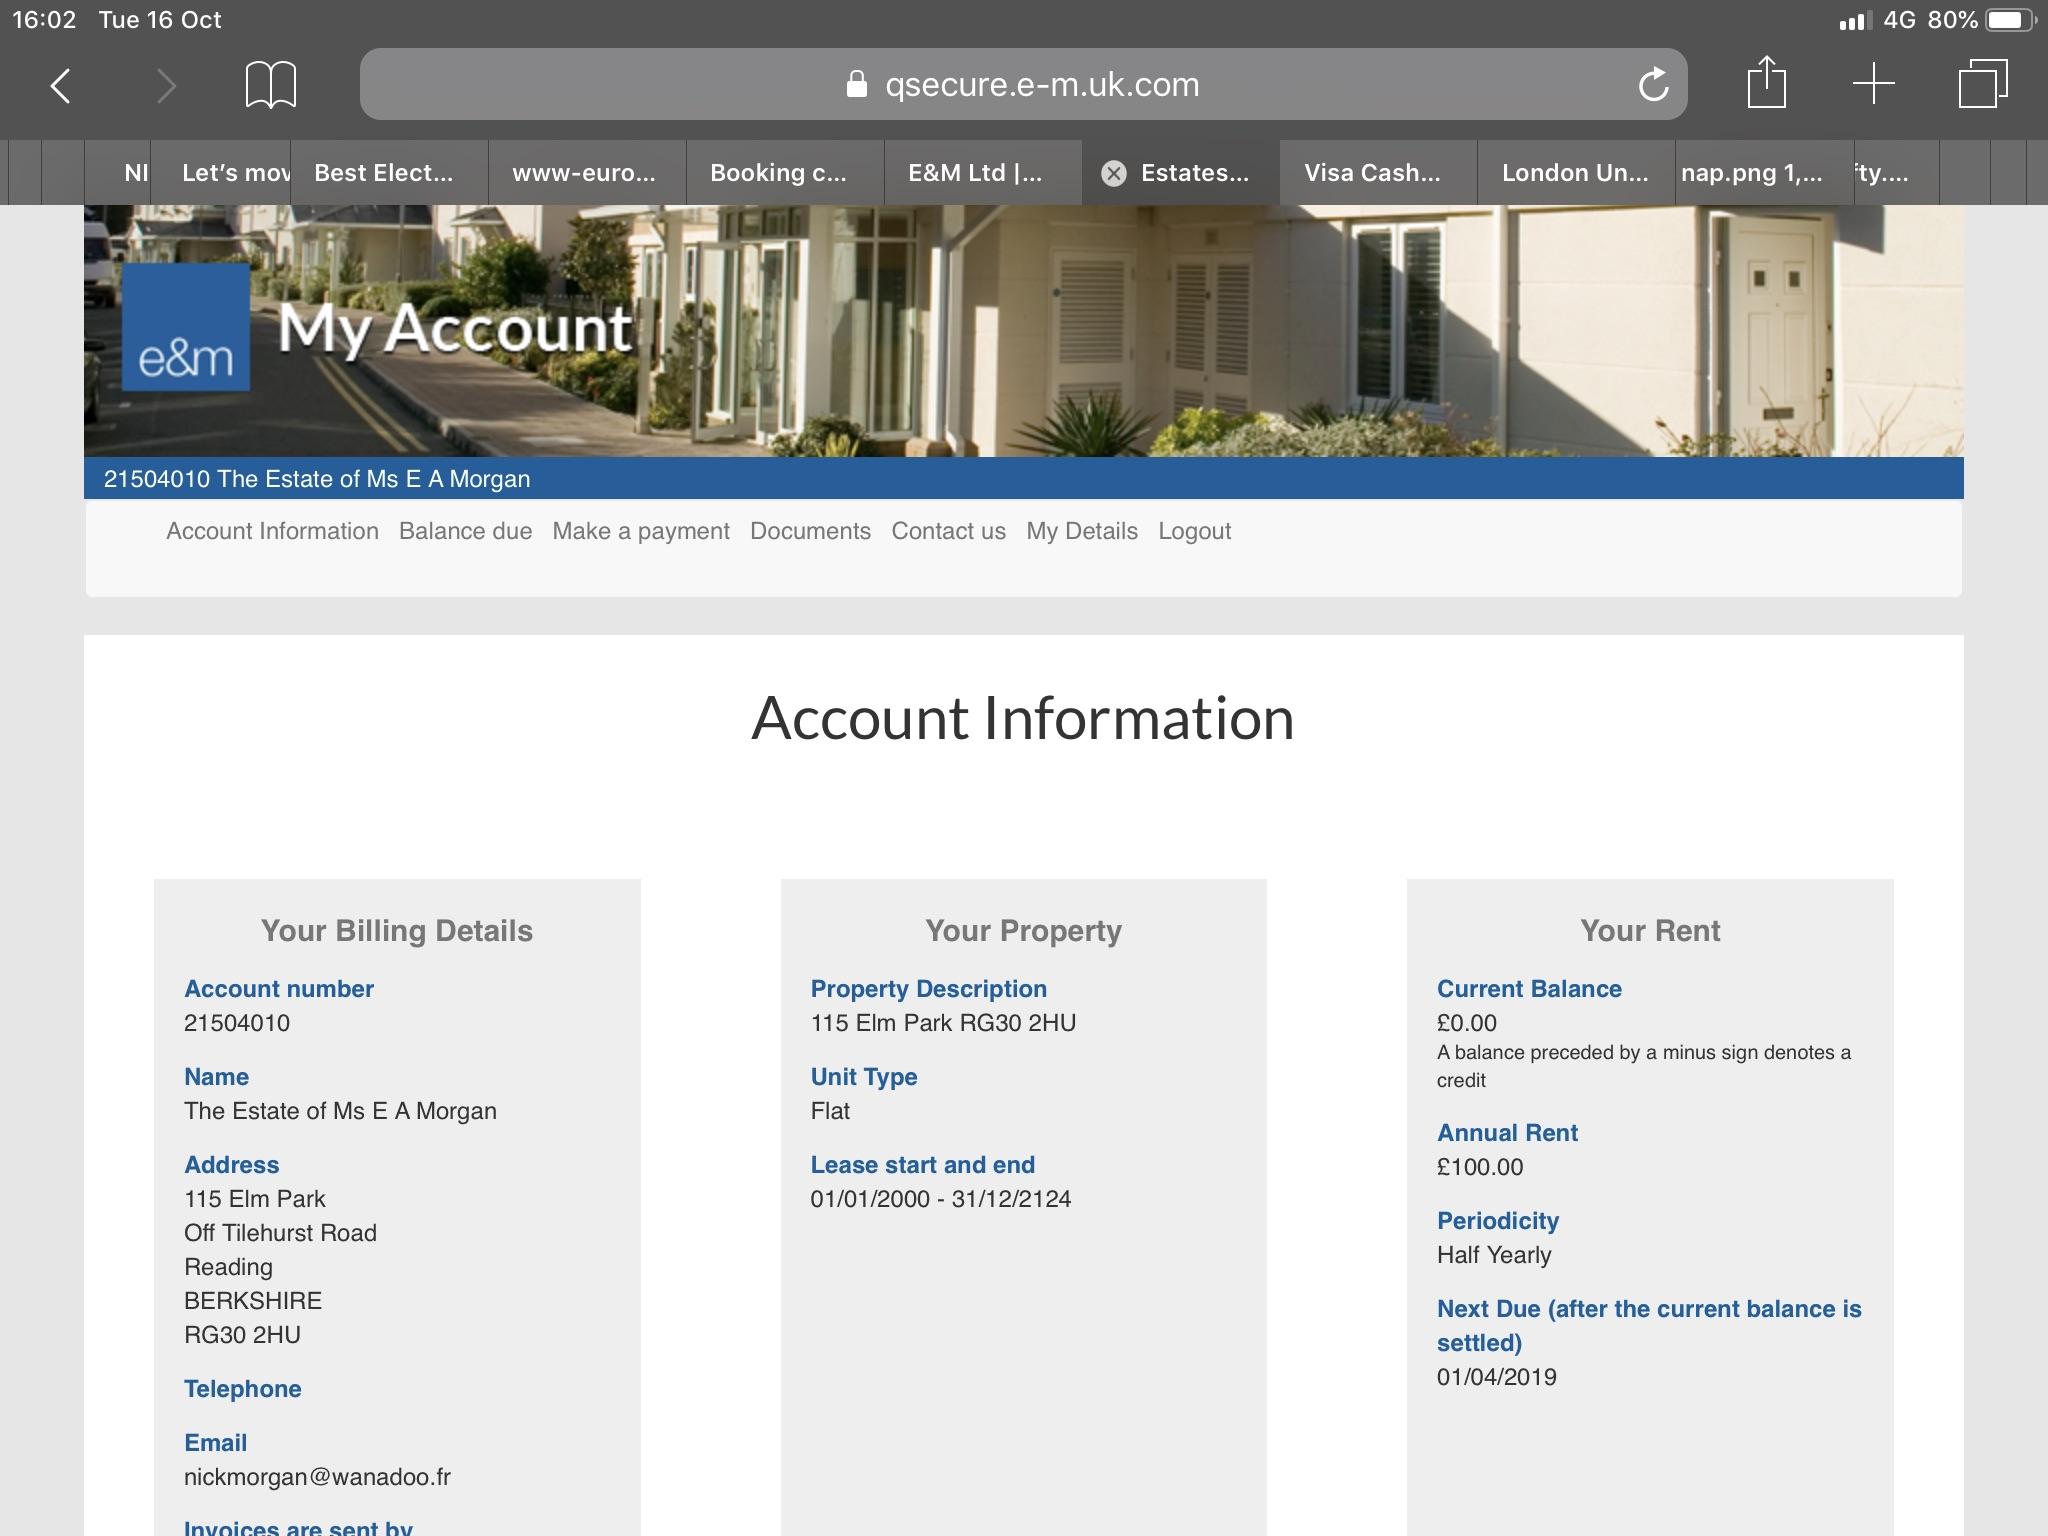 16:02 Tue 16 Oct
4G 80%
qsecure.e-m.uk.com
NI
Let’s mov
Best Elect...
www-euro...
Booking c...
E&M Ltd |...
Estates...
Visa Cash...
London Un...
nap.png 1,...
fty....
e&m
My Account
21504010 The Estate of Ms E A Morgan
Account Information Balance due Make a payment Documents Contact us My Details Logout
Account Information
Your Billing Details
Account number
21504010
Name
The Estate of Ms E A Morgan
Address
115 Elm Park
Off Tilehurst Road
Reading
BERKSHIRE
RG30 2HU
Telephone
Email
nickmorgan@wanadoo.fr
Invoices are sent by
Your Property
Property Description
115 Elm Park RG30 2HU
Unit Type
Flat
Lease start and end
01/01/2000 - 31/12/2124
Your Rent
Current Balance
£0.00
A balance preceded by a minus sign denotes a
credit
Annual Rent
£100.00
Periodicity
Half Yearly
Next Due (after the current balance is
settled)
01/04/2019